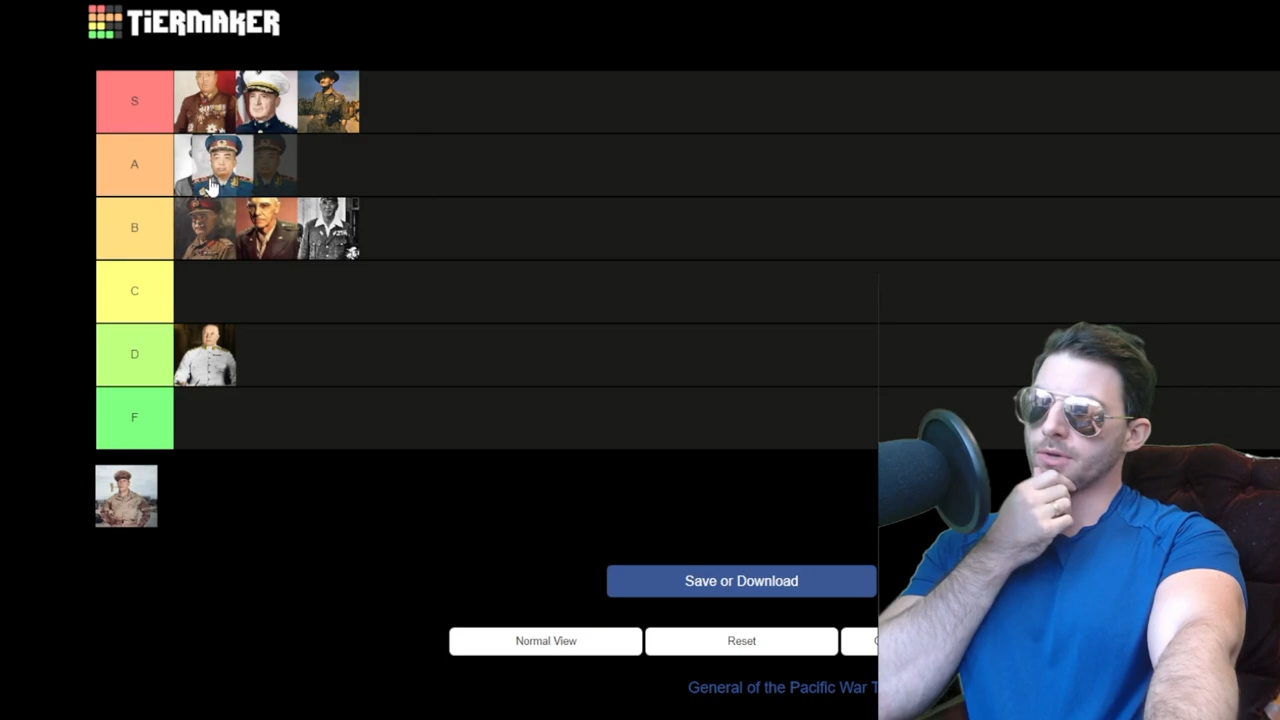 TiERMAKER
S
A
B
C
D
F
Save or Download
Normal View
Reset
General of the Pacific War